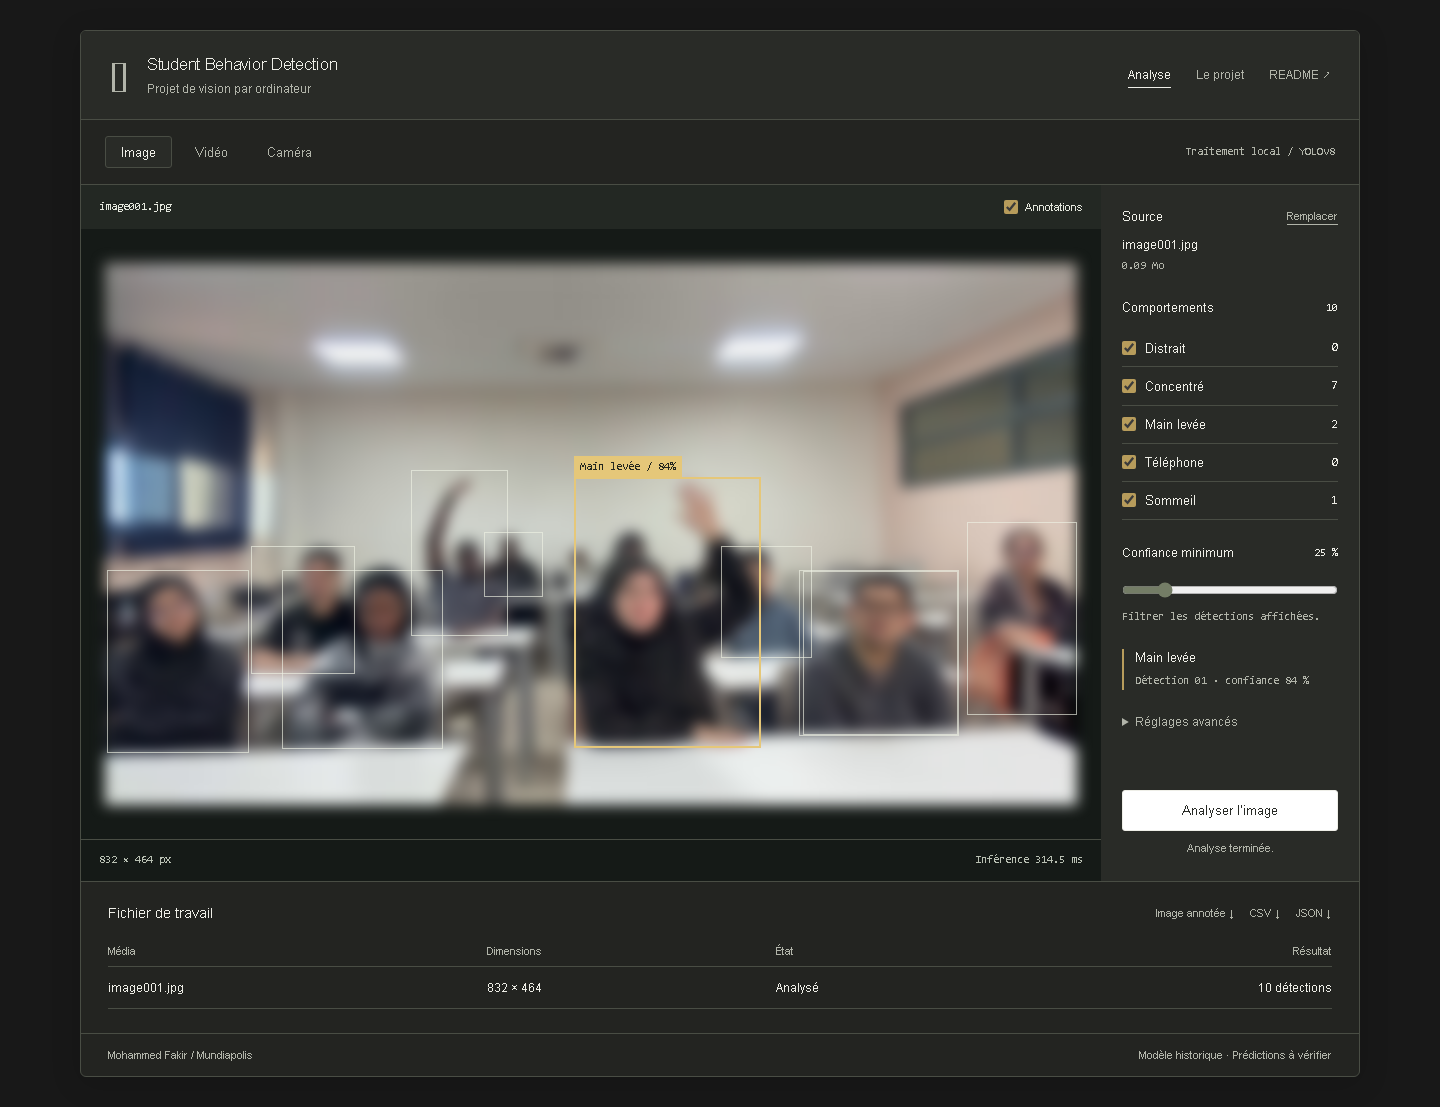 Student Behavior Detection
Projet de vision par ordinateur
Analyse
Le projet
README ↗
Image
Vidéo
Caméra
Traitement local / YOLOv8
image001.jpg
Annotations
Main levée / 84%
832 × 464 px
Inférence 314.5 ms
Source
Remplacer
image001.jpg
0.09 Mo
Comportements 10
Distrait 0
Concentré 7
Main levée 2
Téléphone 0
Sommeil 1
Confiance minimum 25 %
Filtrer les détections affichées.
Main levée
Détection 01 · confiance 84 %
Réglages avancés
Analyser l'image
Analyse terminée.
Fichier de travail
Image annotée ↓ CSV ↓ JSON ↓
Média Dimensions État Résultat
image001.jpg 832 × 464 Analysé 10 détections
Mohammed Fakir / Mundiapolis
Modèle historique · Prédictions à vérifier